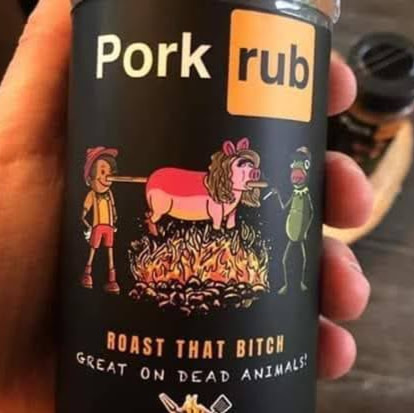 Pork rub
ROAST THAT BITCH
GREAT ON DEAD ANIMALS!